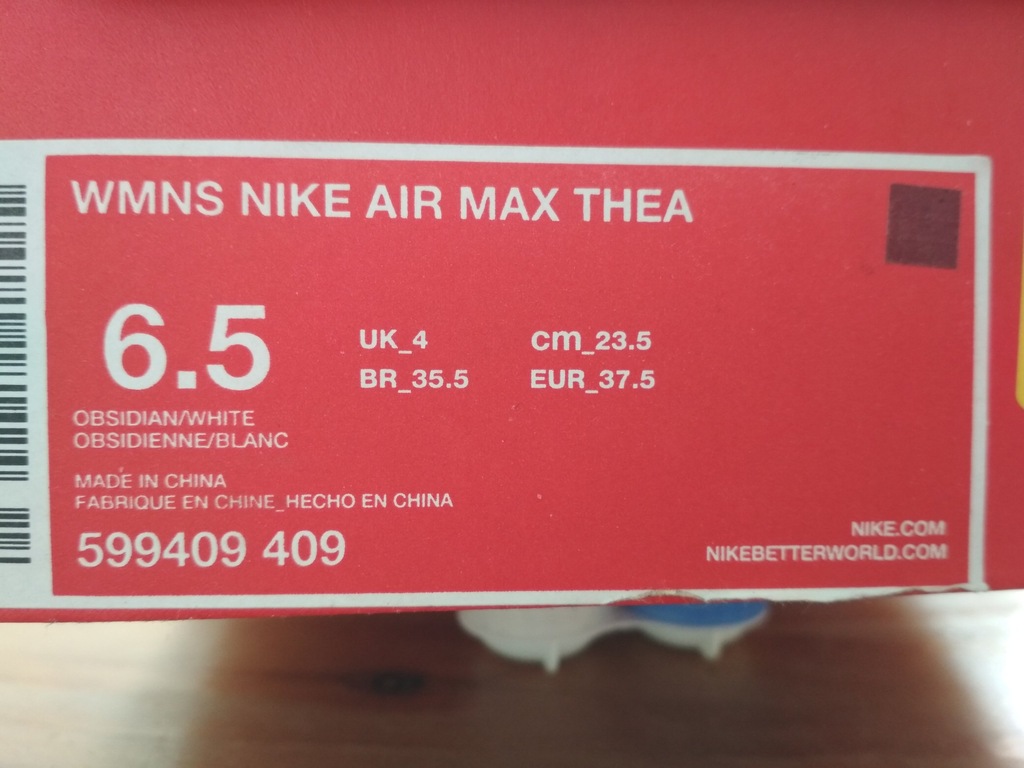 WMNS NIKE AIR MAX THEA
6.5
UK_4 cm_23.5
BR_35.5 EUR_37.5
OBSIDIAN/WHITE
OBSIDIENNE/BLANC
MADE IN CHINA
FABRIQUE EN CHINE_HECHO EN CHINA
599409 409
NIKE.COM
NIKEBETTERWORLD.COM